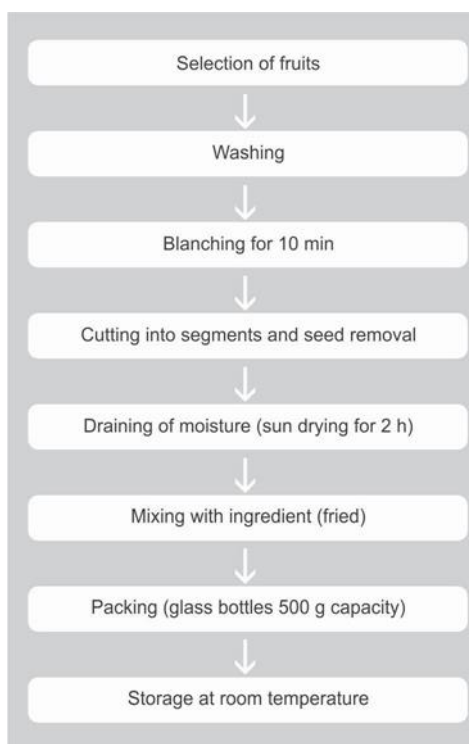 Selection of fruits
Washing
Blanching for 10 min
Cutting into segments and seed removal
Draining of moisture (sun drying for 2 h)
Mixing with ingredient (fried)
Packing (glass bottles 500 g capacity)
Storage at room temperature